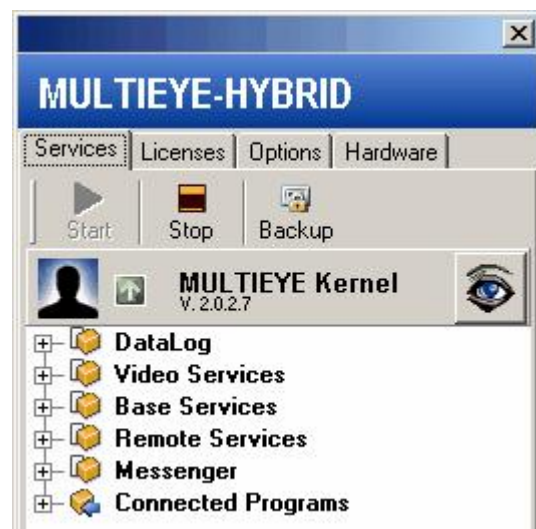 MULTIEYE-HYBRID
Services Licenses Options Hardware
Start Stop Backup
MULTIEYE Kernel
V. 2.0.2.7
DataLog
Video Services
Base Services
Remote Services
Messenger
Connected Programs